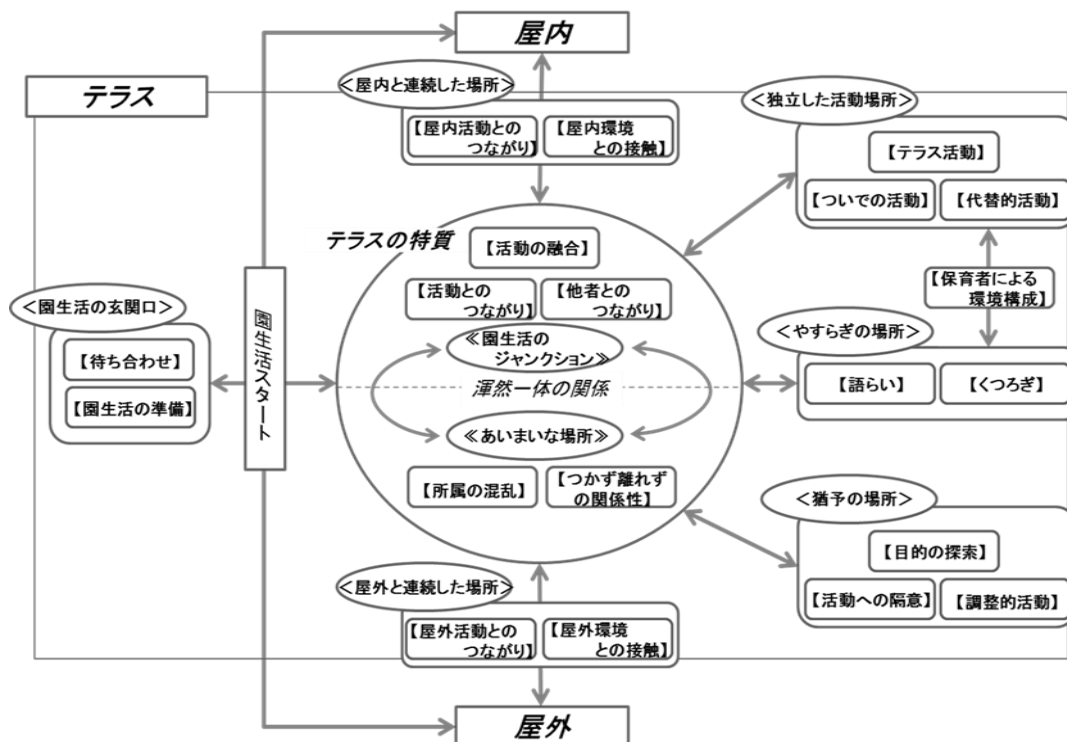 屋内
テラス
＜屋内と連続した場所＞
【屋内活動との
つながり】
【屋内環境
との接触】
＜独立した活動場所＞
【テラス活動】
【ついでの活動】
【代替的活動】
テラスの特質
【活動の融合】
【活動との
つながり】
【他者との
つながり】
≪園生活の
ジャンクション≫
渾然一体の関係
≪あいまいな場所≫
【所属の混乱】
【つかず離れず
の関係性】
＜園生活の玄関口＞
【待ち合わせ】
【園生活の準備】
園生活スタート
【保育者による
環境構成】
＜やすらぎの場所＞
【語らい】
【くつろぎ】
＜猶予の場所＞
【目的の探索】
【活動への隔意】
【調整的活動】
＜屋外と連続した場所＞
【屋外活動との
つながり】
【屋外環境
との接触】
屋外